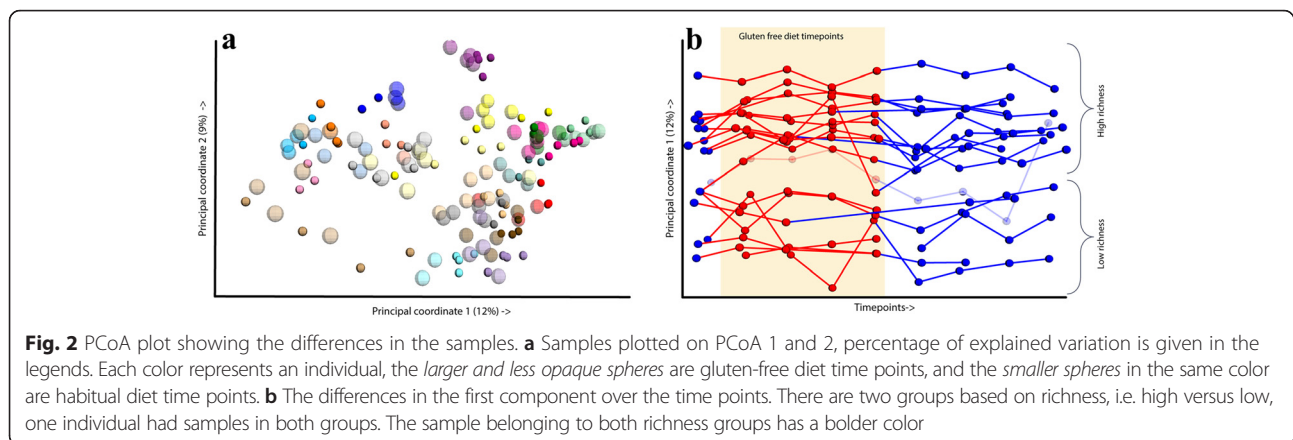 a
Principal coordinate 2 (9%) ->
Principal coordinate 1 (12%) ->
b
Gluten free diet timepoints
Principal coordinate 1 (12%) ->
Timepoints->
High richness
Low richness
Fig. 2 PCoA plot showing the differences in the samples. a Samples plotted on PCoA 1 and 2, percentage of explained variation is given in the
legends. Each color represents an individual, the larger and less opaque spheres are gluten-free diet time points, and the smaller spheres in the same color
are habitual diet time points. b The differences in the first component over the time points. There are two groups based on richness, i.e. high versus low,
one individual had samples in both groups. The sample belonging to both richness groups has a bolder color